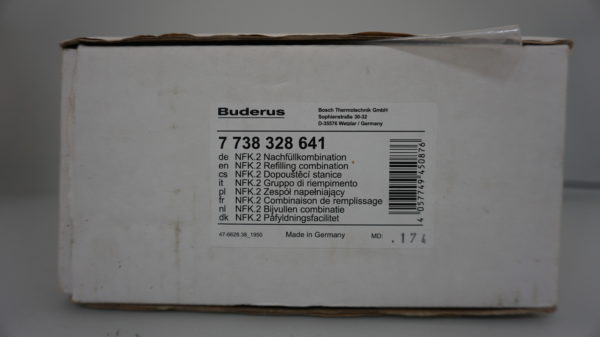 Buderus
Bosch Thermotechnik GmbH
Sophienstraße 30-32
D-35576 Wetzlar / Germany
7 738 328 641
de NFK.2 Nachfüllkombination
en NFK.2 Refilling combination
cs NFK.2 Dopoustěcí stanice
it NFK.2 Gruppo di riempimento
pl NFK.2 Zespół napełniający
fr NFK.2 Combinaison de remplissage
nl NFK.2 Bijvullen combinatie
dk NFK.2 Påfyldningsfacilitet
4 057749 450876
47-6626.38_1950
Made in Germany
MD: .174